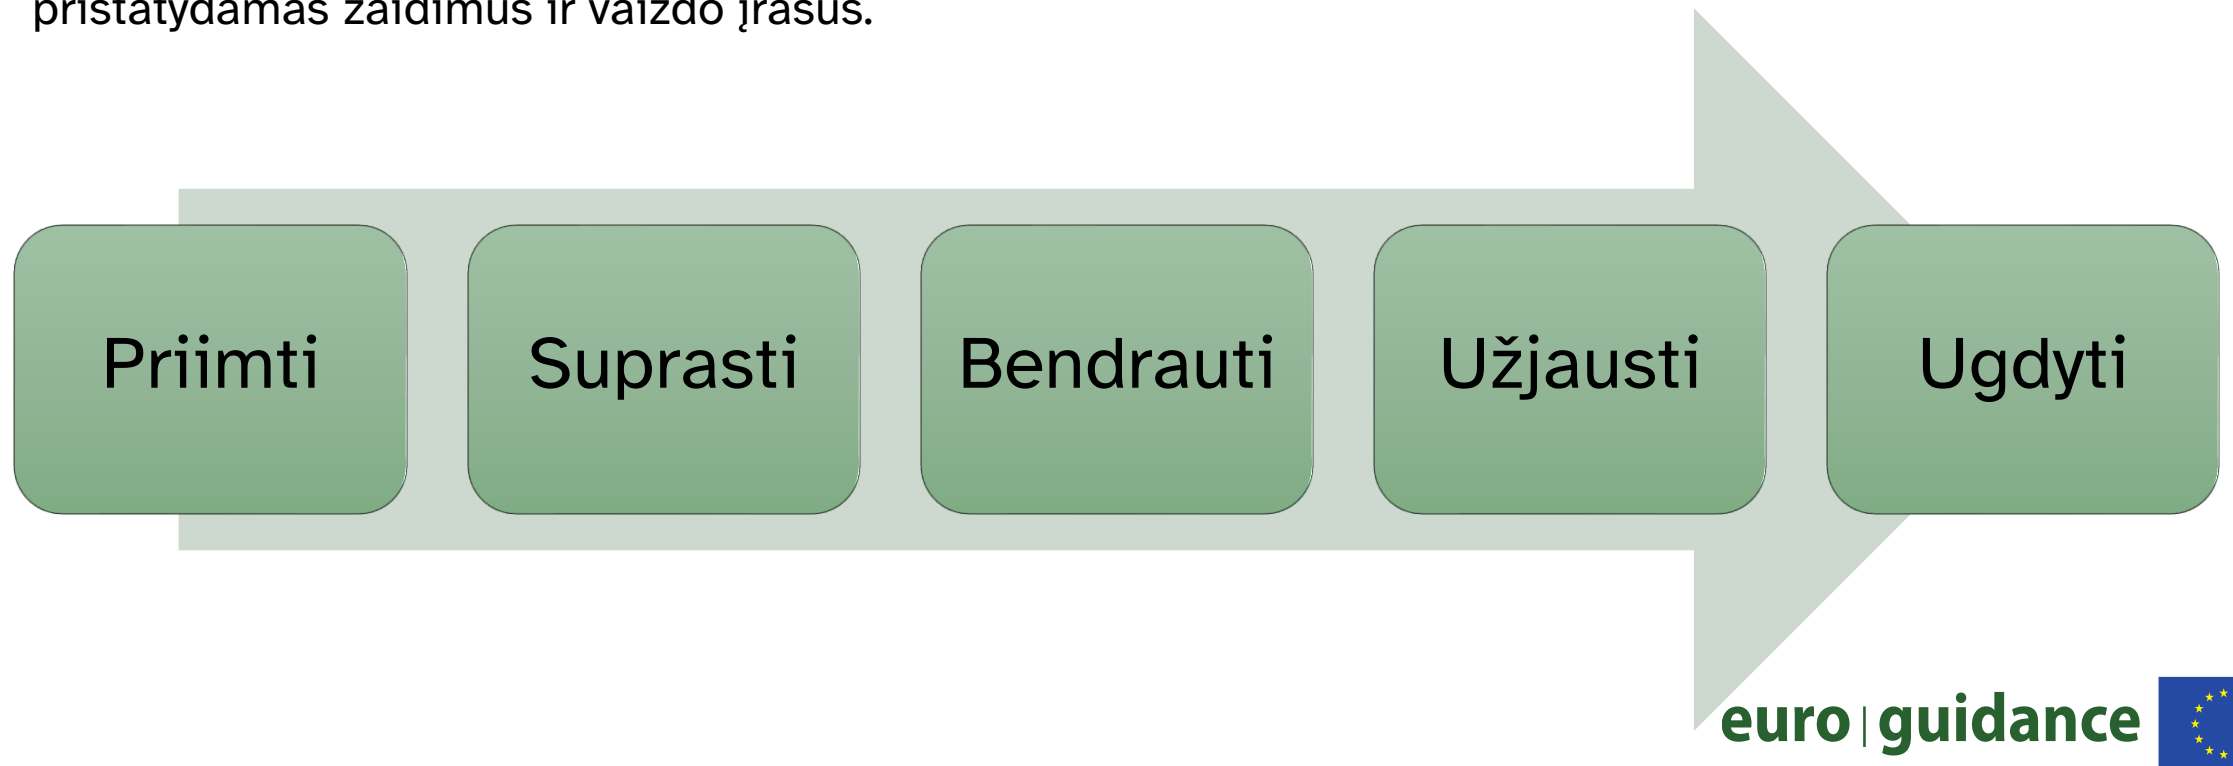 pristatydamas žaidimus ir vaizdo įrašus.
Priimti
Suprasti
Bendrauti
Užjausti
Ugdyti
euro|guidance